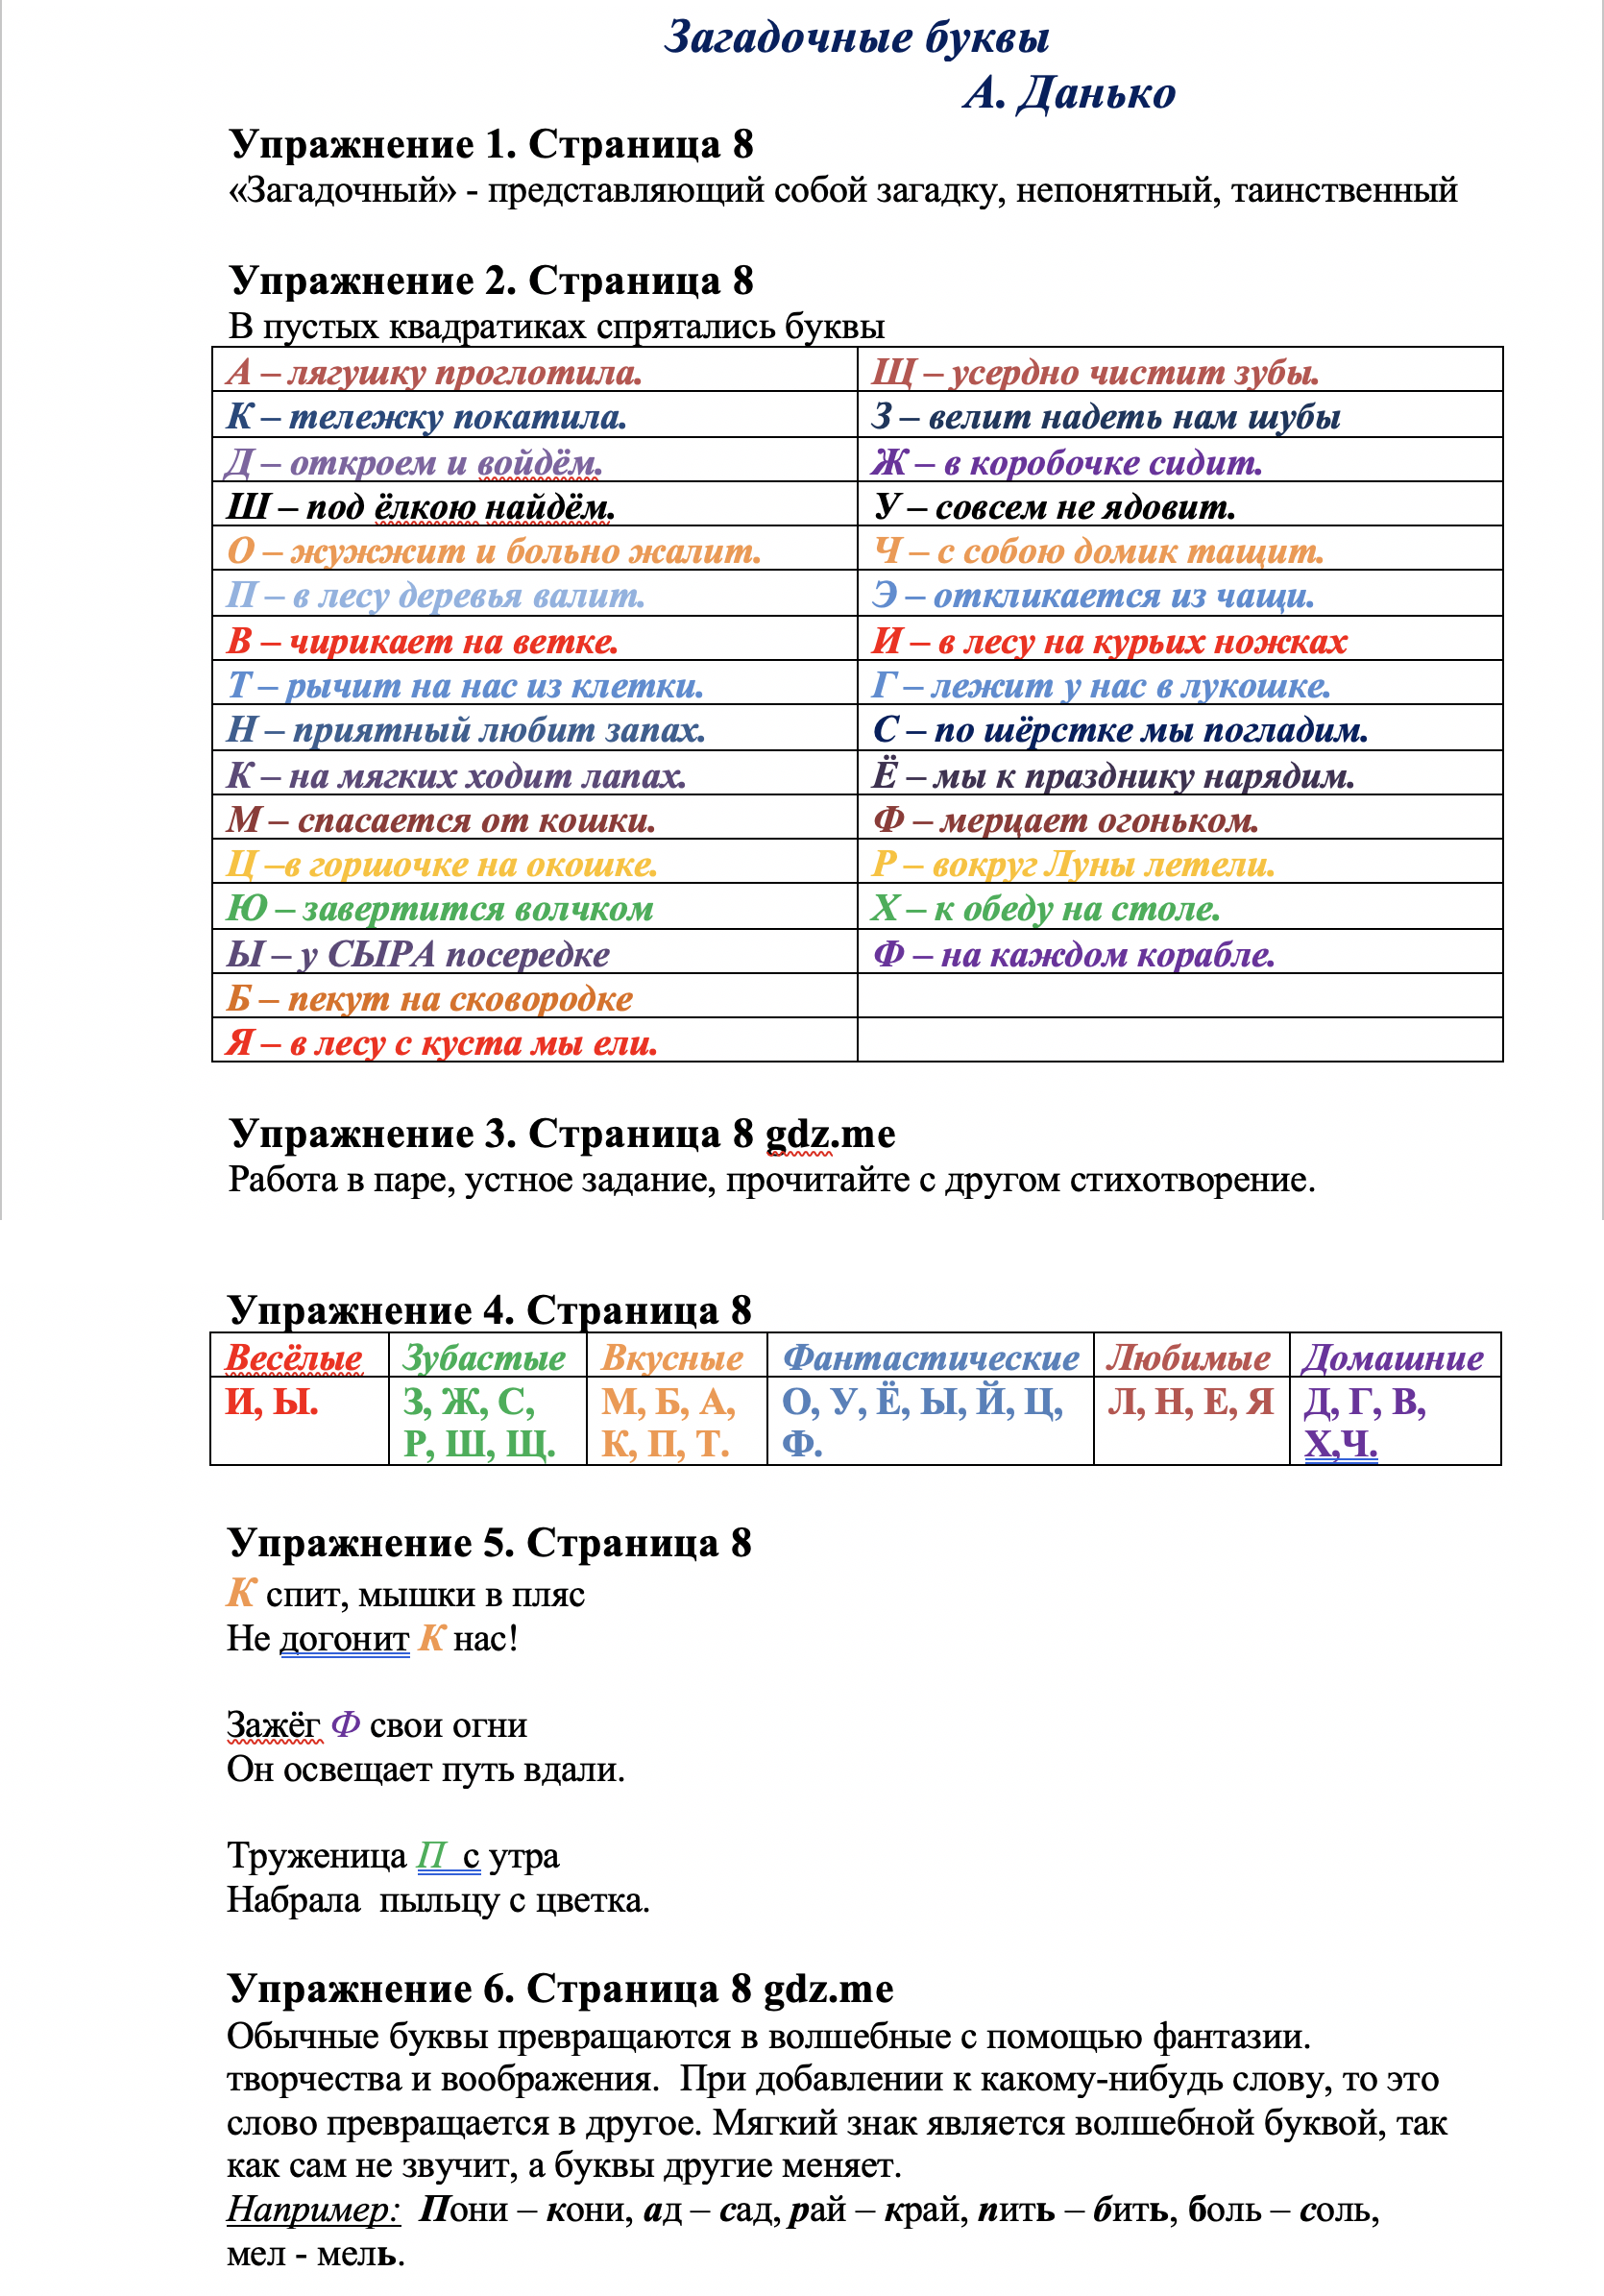 Загадочные буквы
А. Данько
Упражнение 1. Страница 8
«Загадочный» - представляющий собой загадку, непонятный, таинственный
Упражнение 2. Страница 8
В пустых квадратиках спрятались буквы
А – лягушку проглотила. Щ – усердно чистит зубы.
К – тележку покатила. З – велит надеть нам шубы
Д – откроем и войдём. Ж – в коробочке сидит.
Ш – под ёлкою найдём. У – совсем не ядовит.
О – жужжит и больно жалит. Ч – с собою домик тащит.
П – в лесу деревья валит. Э – откликается из чащи.
В – чирикает на ветке. И – в лесу на курьих ножках
Т – рычит на нас из клетки. Г – лежит у нас в лукошке.
Н – приятный любит запах. С – по шёрстке мы погладим.
К – на мягких ходит лапах. Ё – мы к празднику нарядим.
М – спасается от кошки. Ф – мерцает огоньком.
Ц –в горшочке на окошке. Р – вокруг Луны летели.
Ю – завертится волчком Х – к обеду на столе.
Ы – у СЫРА посередке Ф – на каждом корабле.
Б – пекут на сковородке
Я – в лесу с куста мы ели.
Упражнение 3. Страница 8 gdz.me
Работа в паре, устное задание, прочитайте с другом стихотворение.
Упражнение 4. Страница 8
Весёлые Зубастые Вкусные Фантастические Любимые Домашние
И, Ы. З, Ж, С, М, Б, А, О, У, Ё, Ы, Й, Ц, Л, Н, Е, Я Д, Г, В,
Р, Ш, Щ. К, П, Т. Ф. Х,Ч.
Упражнение 5. Страница 8
К спит, мышки в пляс
Не догонит К нас!
Зажёг Ф свои огни
Он освещает путь вдали.
Труженица П с утра
Набрала пыльцу с цветка.
Упражнение 6. Страница 8 gdz.me
Обычные буквы превращаются в волшебные с помощью фантазии.
творчества и воображения. При добавлении к какому-нибудь слову, то это
слово превращается в другое. Мягкий знак является волшебной буквой, так
как сам не звучит, а буквы другие меняет.
Например: Пони – кони, ад – сад, рай – край, пить – бить, боль – соль,
мел - мель.